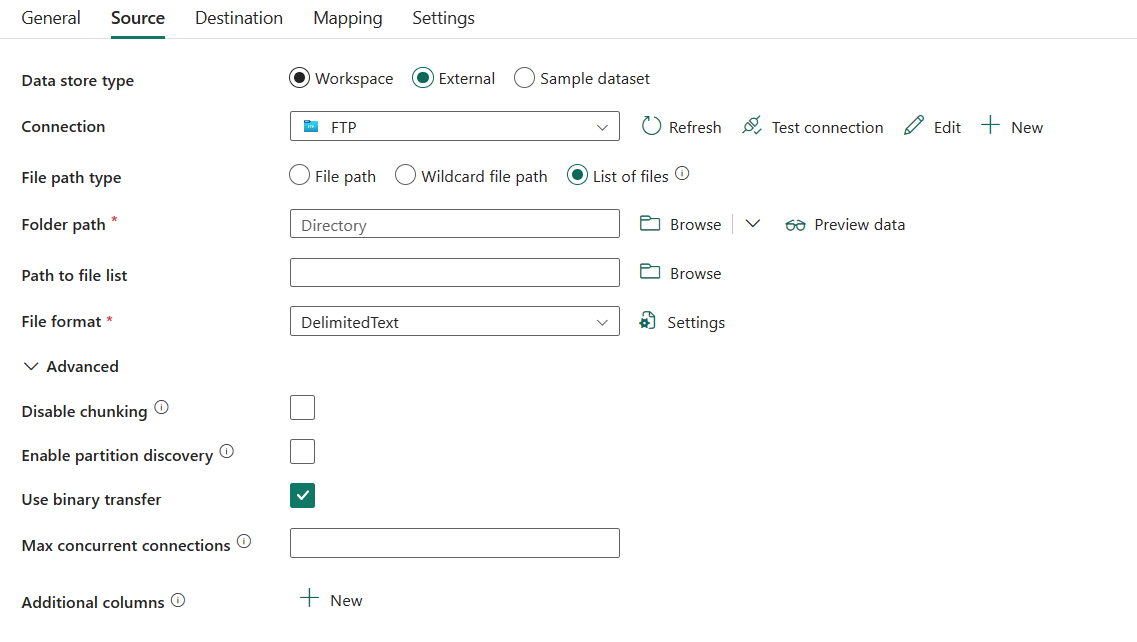 General Source Destination Mapping Settings
Data store type Workspace External Sample dataset
Connection FTP Refresh Test connection Edit New
File path type File path Wildcard file path List of files
Folder path * Directory Browse Preview data
Path to file list Browse
File format * DelimitedText Settings
Advanced
Disable chunking
Enable partition discovery
Use binary transfer
Max concurrent connections
Additional columns New